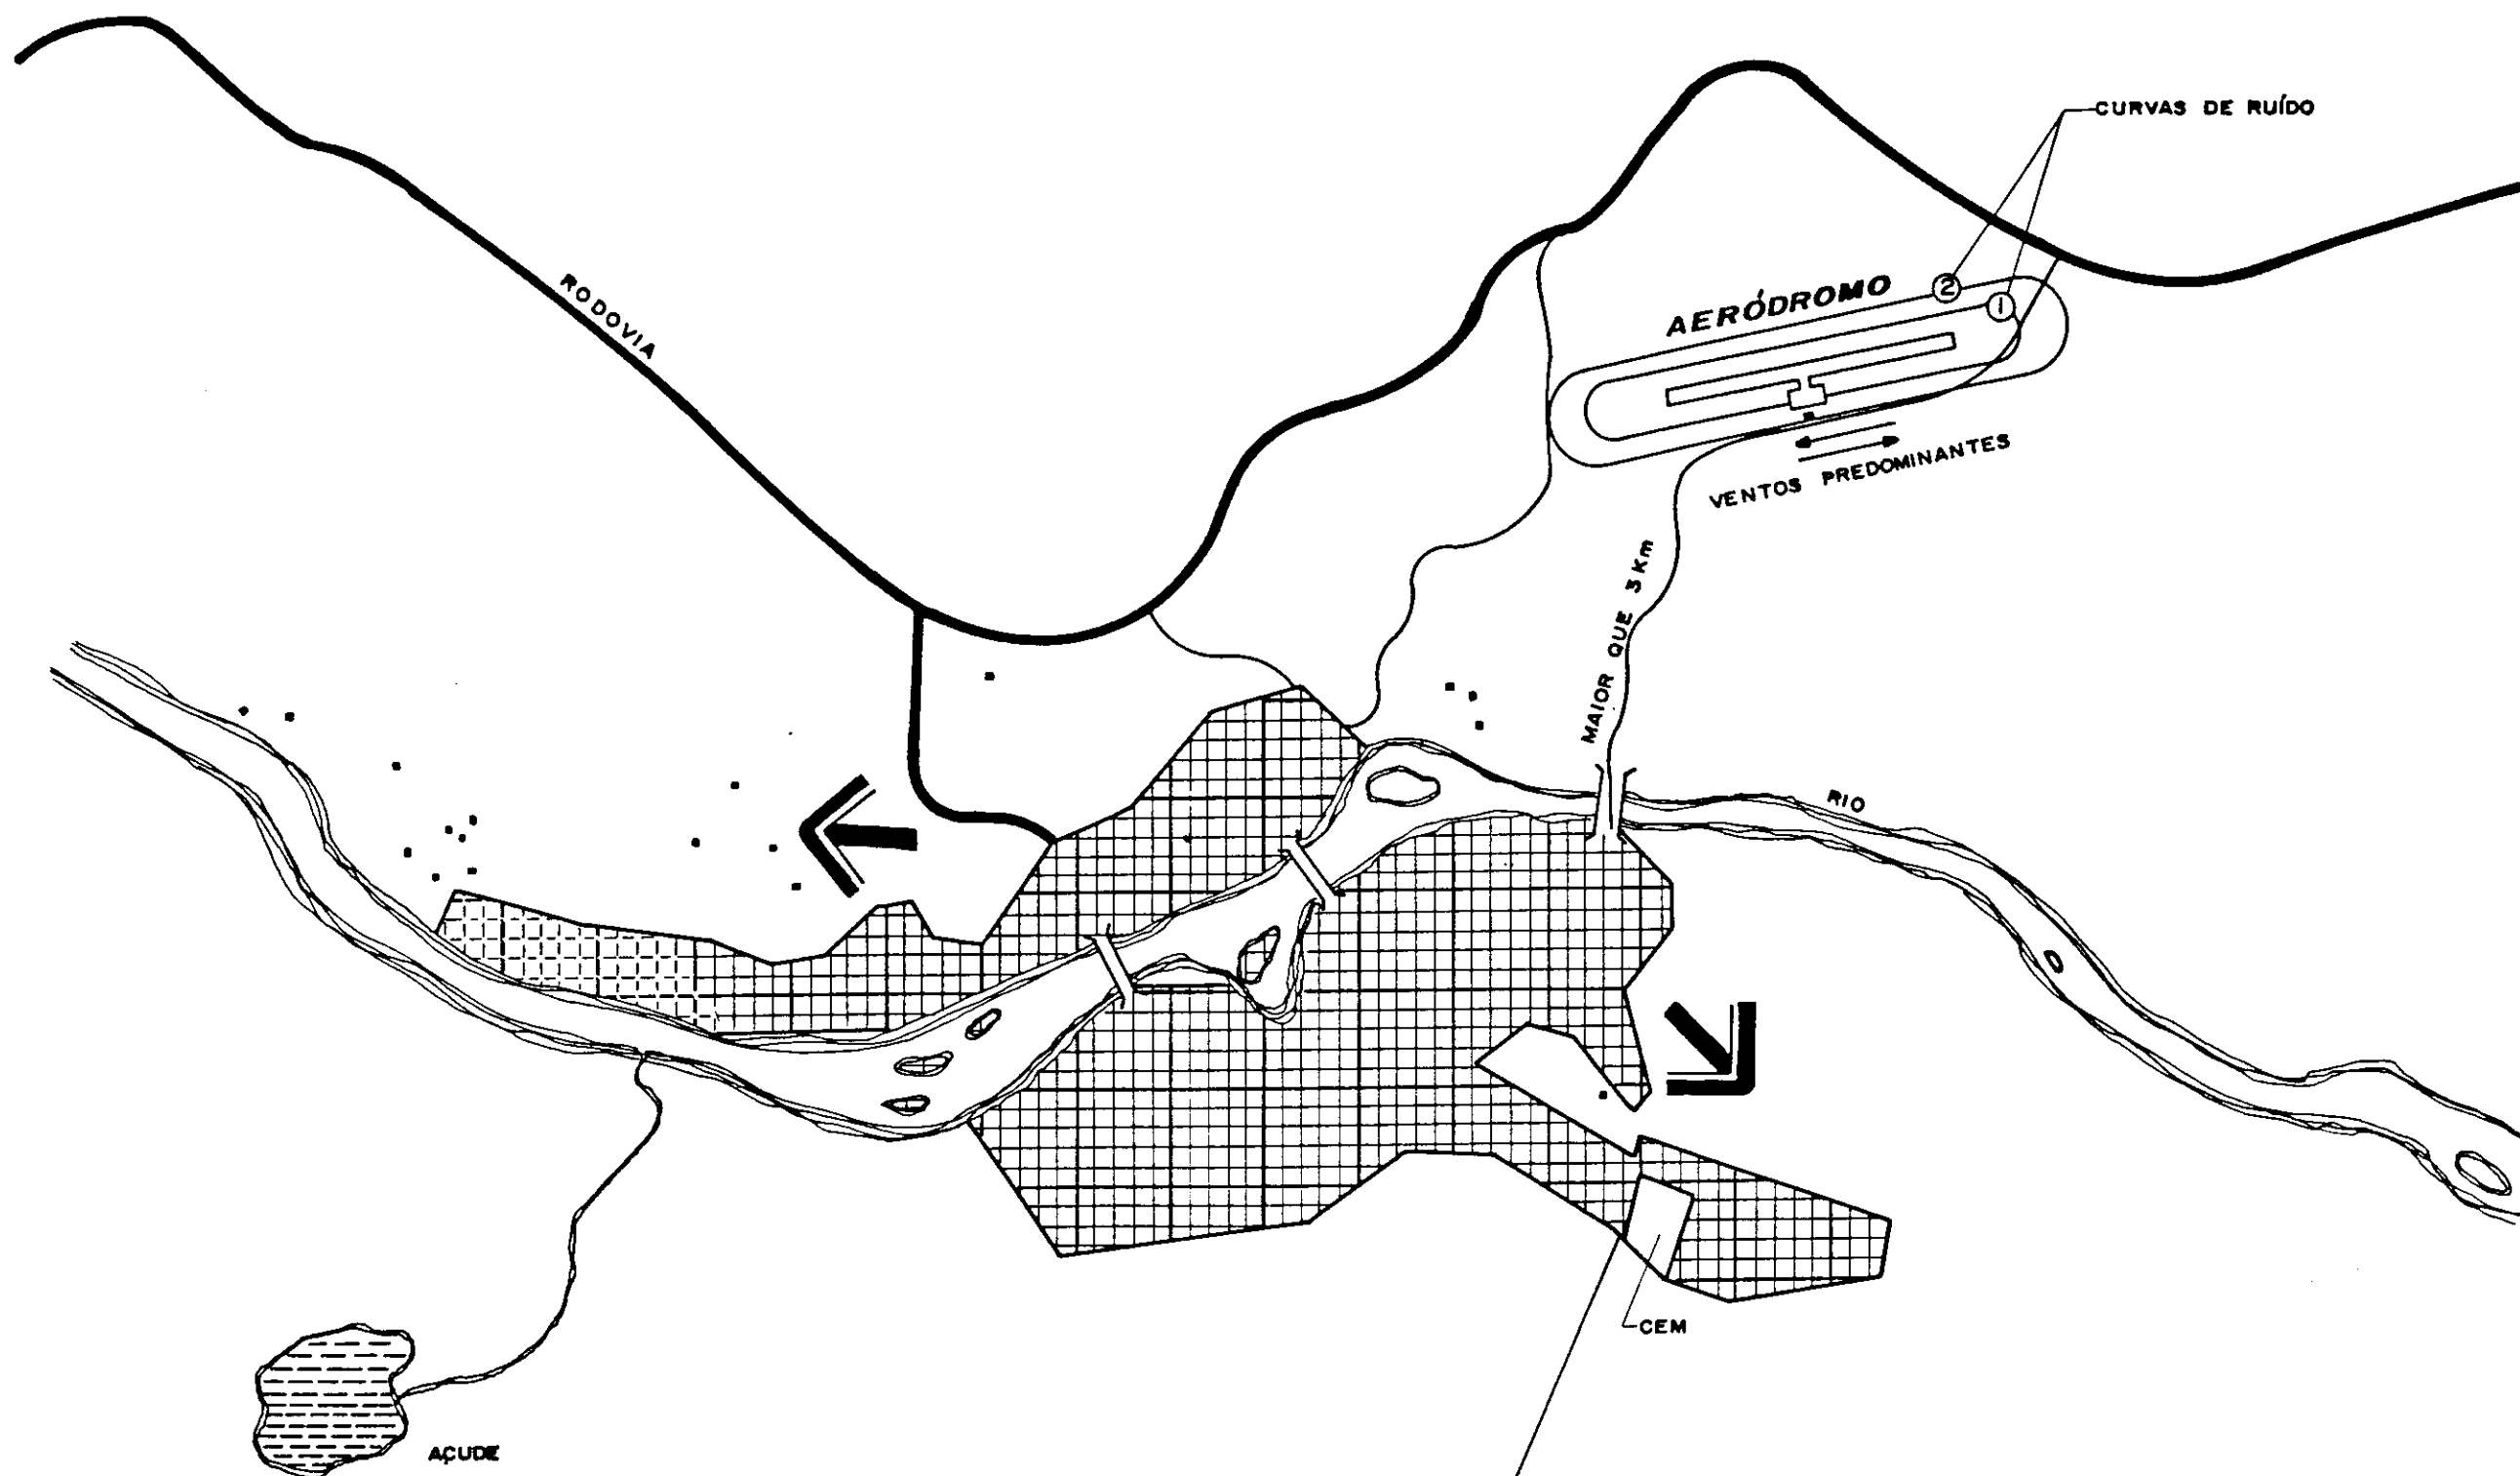 CURVAS DE RUÍDO
AERÓDROMO
2
1
RODOVIA
VENTOS PREDOMINANTES
MAIOR QUE 3 Km
RIO
CEM
AÇUDE